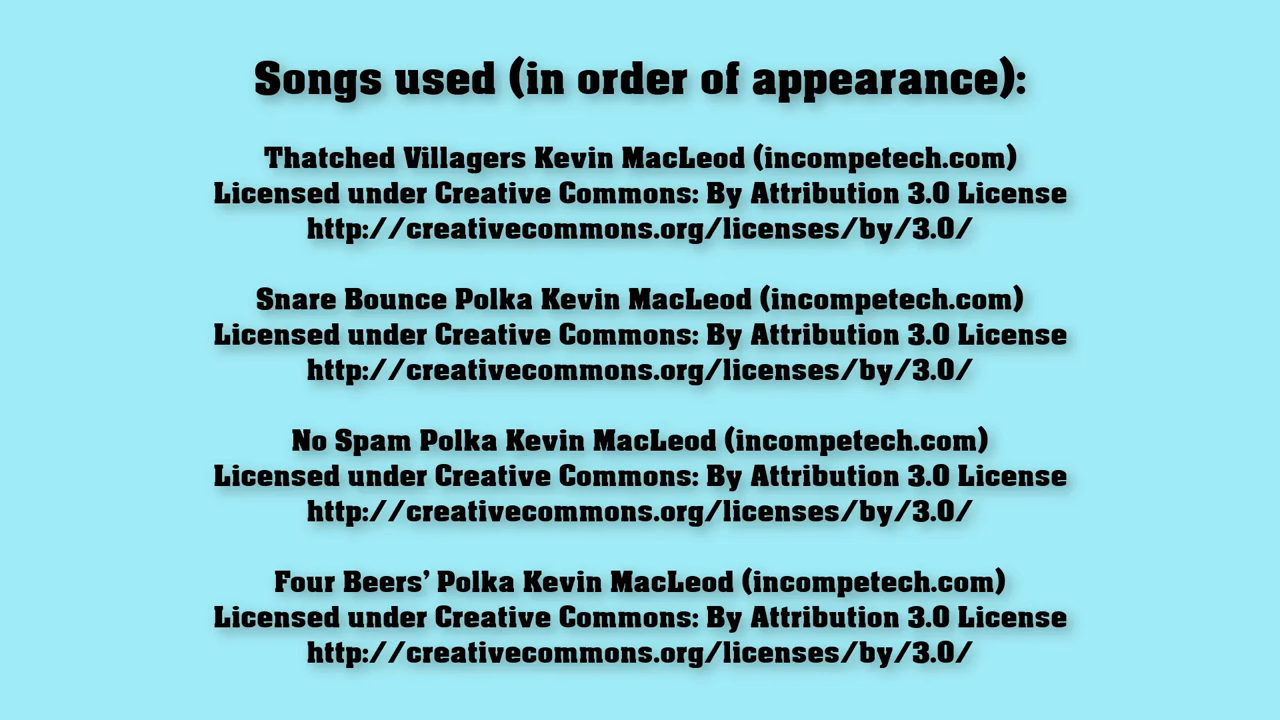 Songs used (in order of appearance):
Thatched Villagers Kevin MacLeod (incompetech.com)
Licensed under Creative Commons: By Attribution 3.0 License
http://creativecommons.org/licenses/by/3.0/
Snare Bounce Polka Kevin MacLeod (incompetech.com)
Licensed under Creative Commons: By Attribution 3.0 License
http://creativecommons.org/licenses/by/3.0/
No Spam Polka Kevin MacLeod (incompetech.com)
Licensed under Creative Commons: By Attribution 3.0 License
http://creativecommons.org/licenses/by/3.0/
Four Beers’ Polka Kevin MacLeod (incompetech.com)
Licensed under Creative Commons: By Attribution 3.0 License
http://creativecommons.org/licenses/by/3.0/